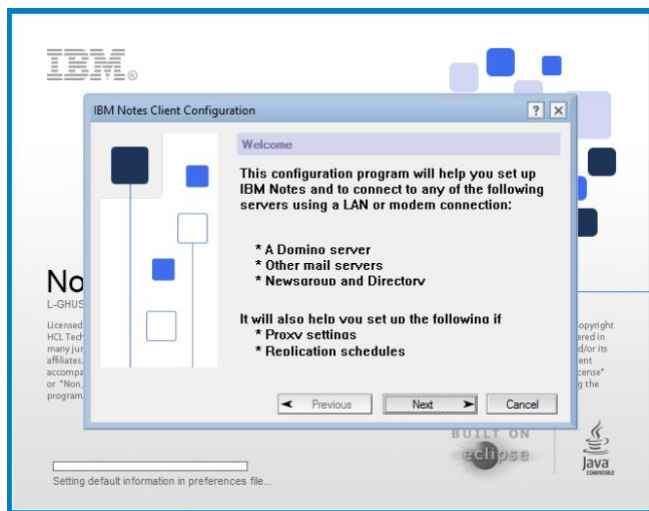 IBM®
IBM Notes Client Configuration
Welcome
This configuration program will help you set up
IBM Notes and to connect to any of the following
servers using a LAN or modem connection:
* A Domino server
* Other mail servers
* Newsgroup and Directory
It will also help you set up the following if
* Proxy settings
* Replication schedules
Previous
Next
Cancel
No
L-GHUS
Licensed
HCL Tech
many jur
affiliates.
accompa
or "Non,
program
opyright
ered in
d/or its
ent
cense"
g the
BUILT ON
eclipse
Java
COMPATIBLE
Setting default information in preferences file...